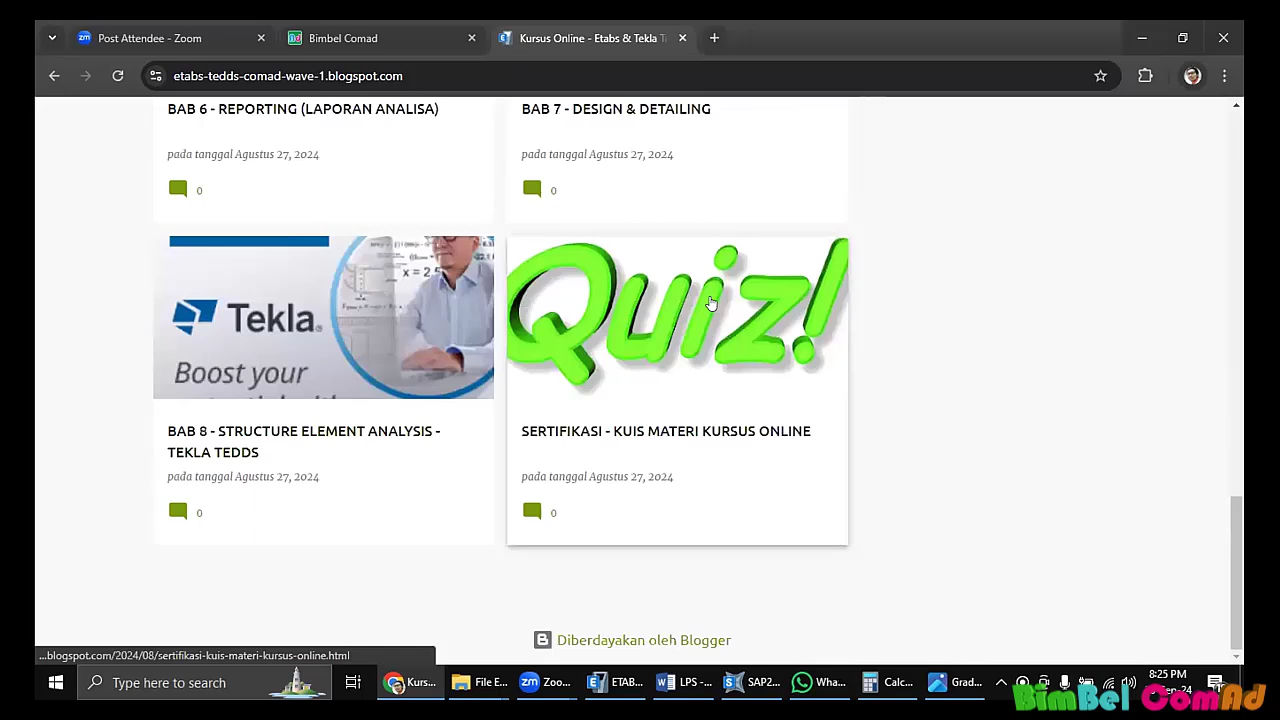 Post Attendee - Zoom
Bimbel Comad
Kursus Online - Etabs & Tekla T
etabs-tedds-comad-wave-1.blogspot.com
BAB 6 - REPORTING (LAPORAN ANALISA)
BAB 7 - DESIGN & DETAILING
pada tanggal Agustus 27, 2024
pada tanggal Agustus 27, 2024
0
0
x = 2.5
Tekla
Boost your
Quiz!
BAB 8 - STRUCTURE ELEMENT ANALYSIS -
TEKLA TEDDS
SERTIFIKASI - KUIS MATERI KURSUS ONLINE
pada tanggal Agustus 27, 2024
pada tanggal Agustus 27, 2024
0
0
Diberdayakan oleh Blogger
...blogspot.com/2024/08/sertifikasi-kuis-materi-kursus-online.html
Type here to search
Kurs...
File E...
Zoo...
ETAB...
LPS -...
SAP2...
Wha...
Calc...
Grad...
8:25 PM
BimBel ComAd